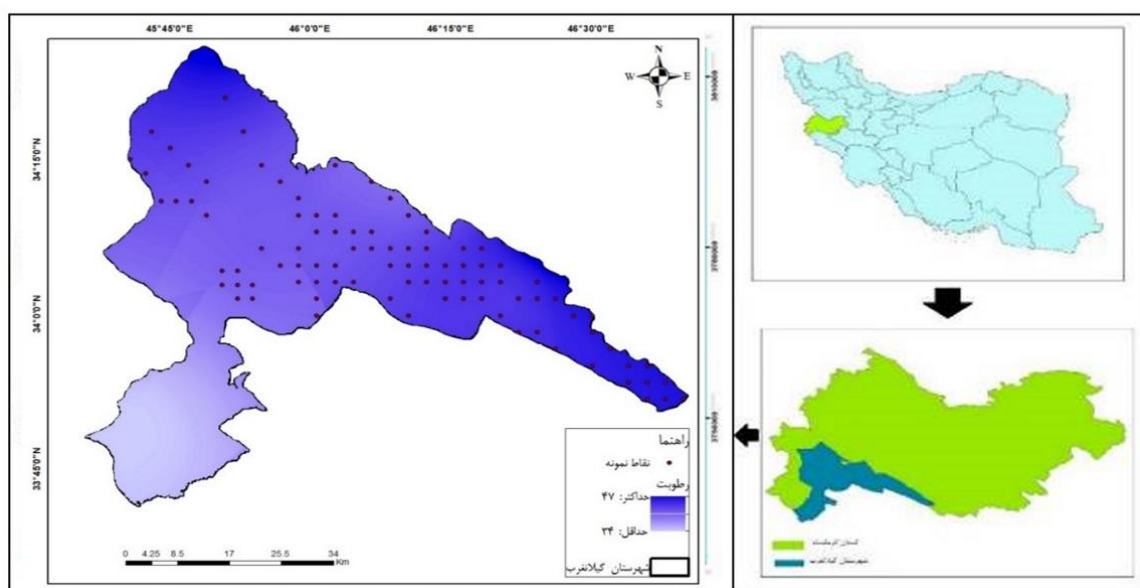 45°45'0"E 46°0'0"E 46°15'0"E 46°30'0"E
N
W E
S
34°15'0"N
34°0'0"N
33°45'0"N
راهنما
نقاط نمونه
رطوبت
حداکثر: ۴۷
حداقل: ۳۴
شهرستان گیلانغرب
0 4.25 8.5 17 25.5 34
Km
استان کرمانشاه
شهرستان گیلانغرب